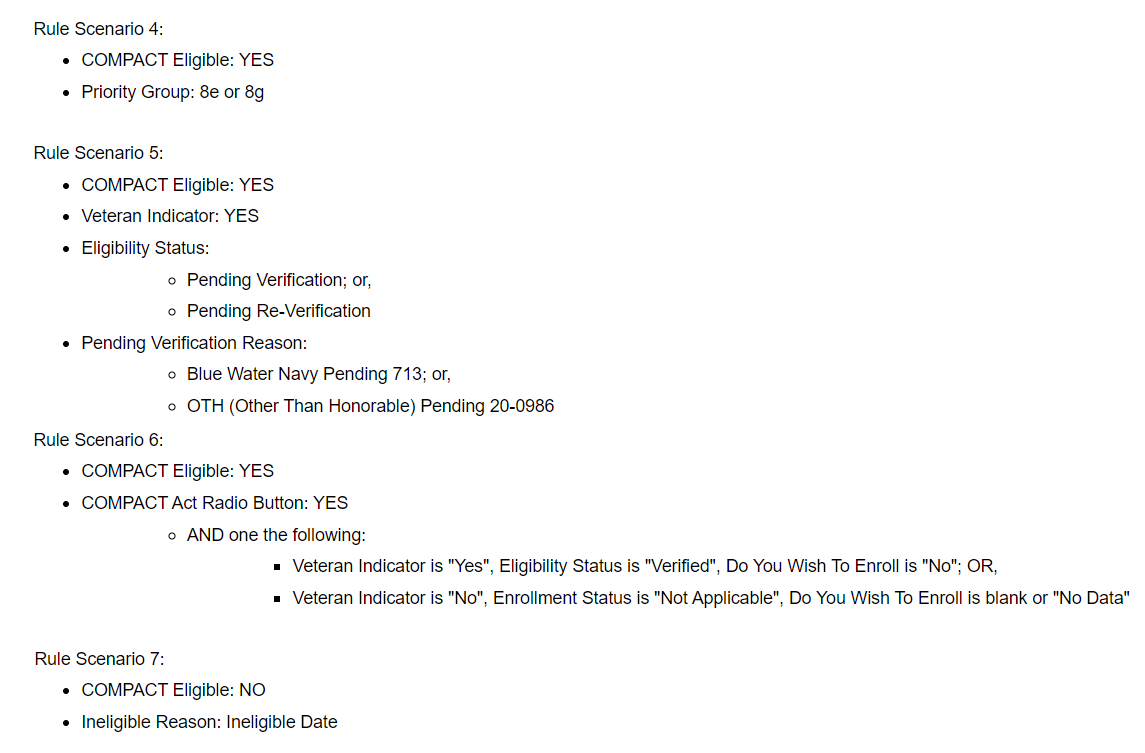 Rule Scenario 4:
• COMPACT Eligible: YES
• Priority Group: 8e or 8g
Rule Scenario 5:
• COMPACT Eligible: YES
• Veteran Indicator: YES
• Eligibility Status:
○ Pending Verification; or,
○ Pending Re-Verification
• Pending Verification Reason:
○ Blue Water Navy Pending 713; or,
○ OTH (Other Than Honorable) Pending 20-0986
Rule Scenario 6:
• COMPACT Eligible: YES
• COMPACT Act Radio Button: YES
○ AND one the following:
▪ Veteran Indicator is "Yes", Eligibility Status is "Verified", Do You Wish To Enroll is "No"; OR,
▪ Veteran Indicator is "No", Enrollment Status is "Not Applicable", Do You Wish To Enroll is blank or "No Data"
Rule Scenario 7:
• COMPACT Eligible: NO
• Ineligible Reason: Ineligible Date